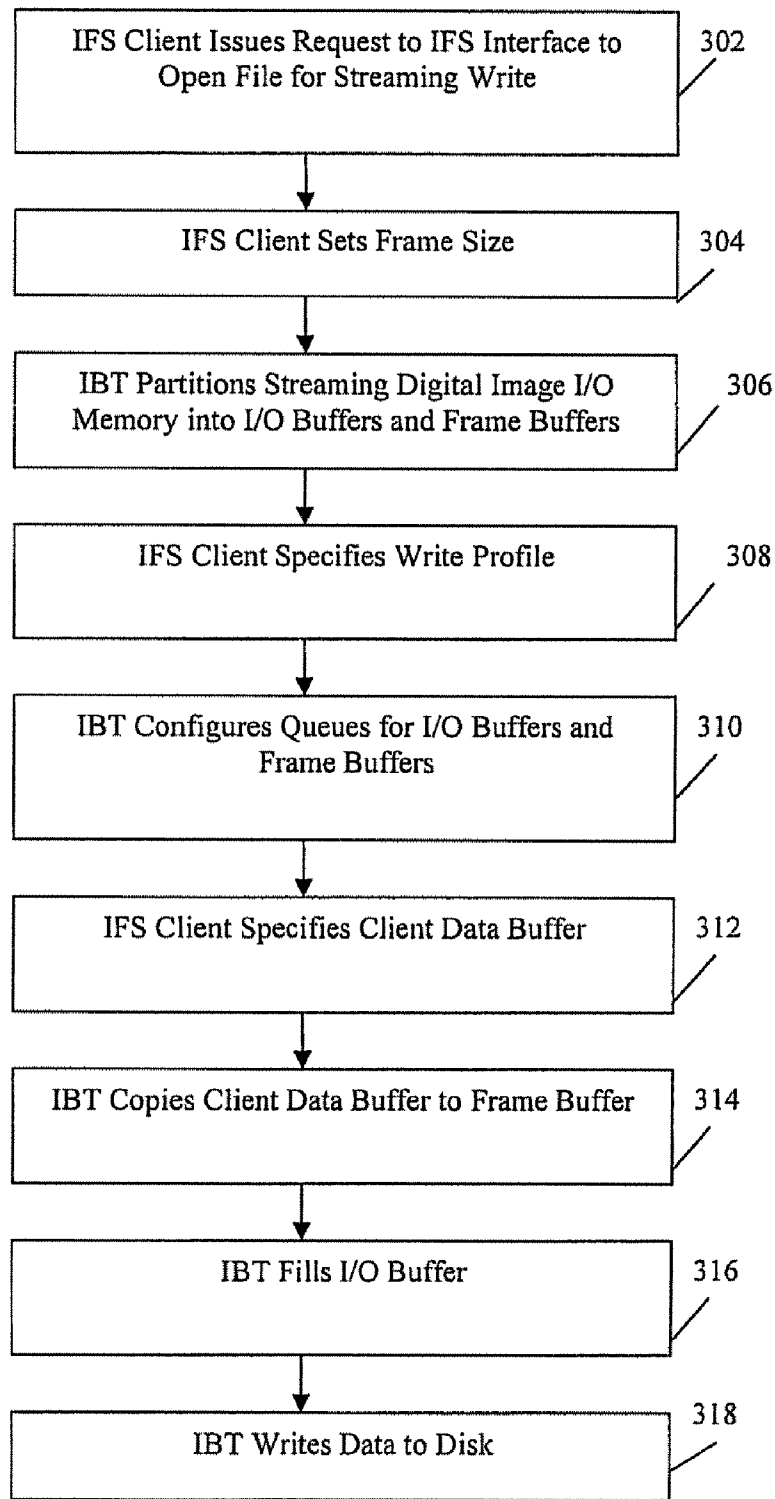 IFS Client Issues Request to IFS Interface to
Open File for Streaming Write
302
IFS Client Sets Frame Size
304
IBT Partitions Streaming Digital Image I/O
Memory into I/O Buffers and Frame Buffers
306
IFS Client Specifies Write Profile
308
IBT Configures Queues for I/O Buffers and
Frame Buffers
310
IFS Client Specifies Client Data Buffer
312
IBT Copies Client Data Buffer to Frame Buffer
314
IBT Fills I/O Buffer
316
IBT Writes Data to Disk
318